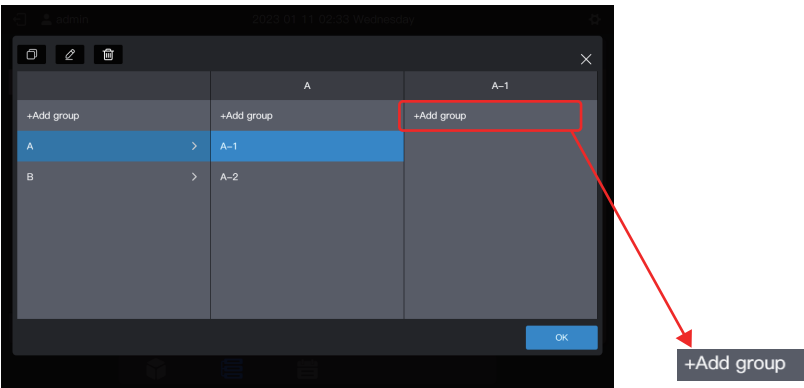 admin 2023-01-11 02:33 Wednesday
A A-1
+Add group +Add group +Add group
A > A-1
B > A-2
OK
+Add group